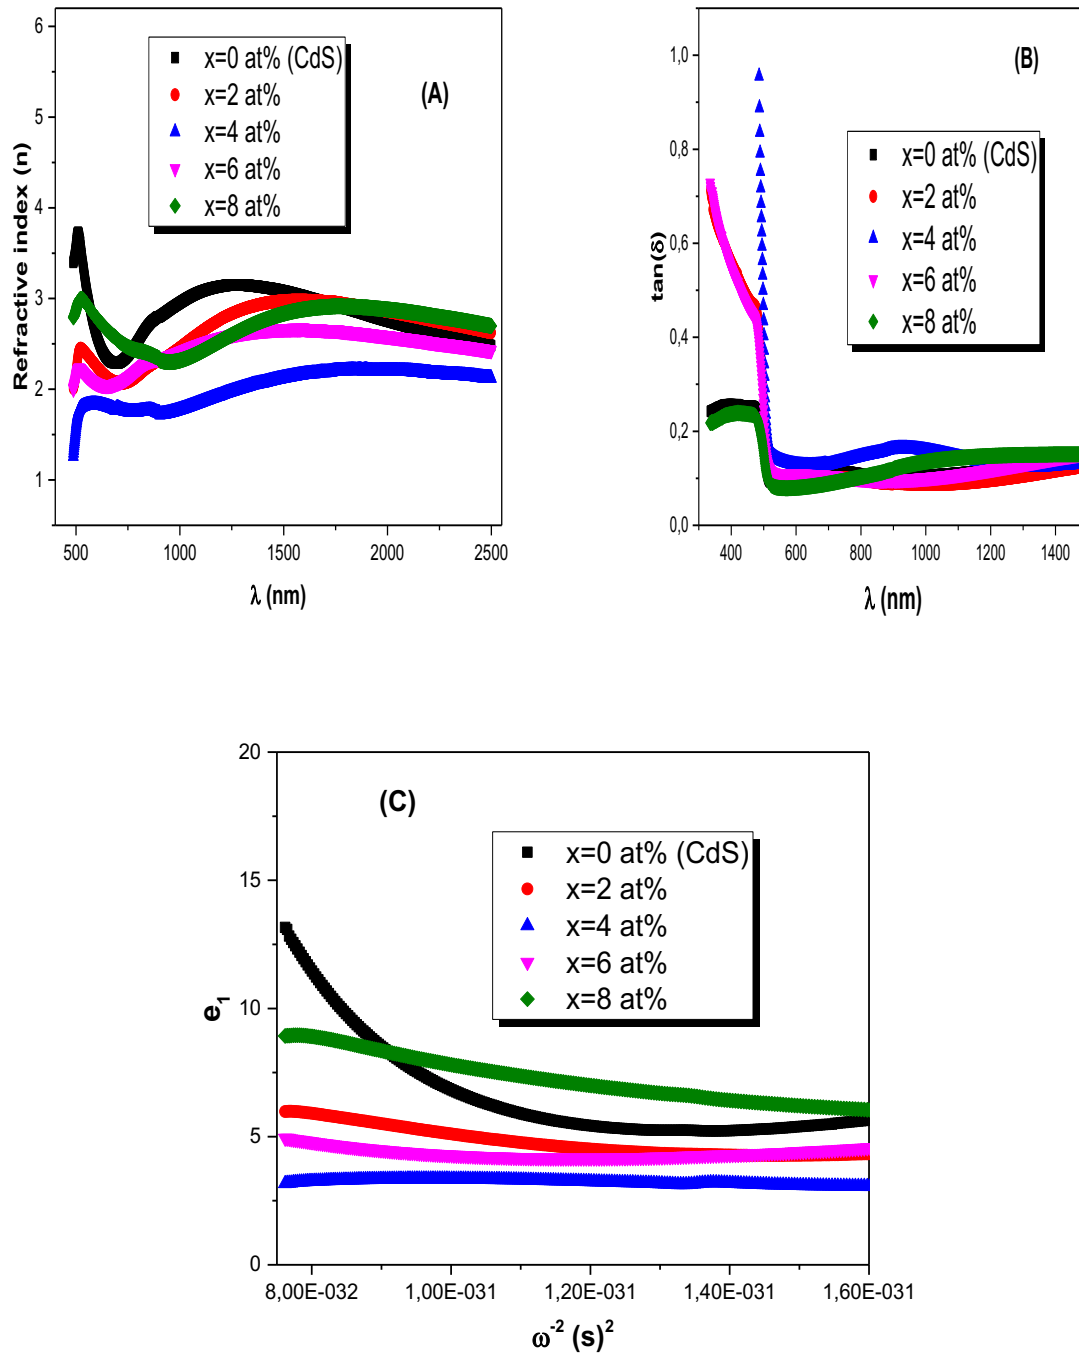 6
5
4
3
2
1
Refractive index (n)
x=0 at% (CdS)
x=2 at%
x=4 at%
x=6 at%
x=8 at%
(A)
500
1000
1500
2000
2500
λ (nm)
1,0
0,8
0,6
0,4
0,2
0,0
tan(δ)
(B)
x=0 at% (CdS)
x=2 at%
x=4 at%
x=6 at%
x=8 at%
400
600
800
1000
1200
1400
λ (nm)
20
15
10
5
0
e₁
(C)
x=0 at% (CdS)
x=2 at%
x=4 at%
x=6 at%
x=8 at%
8,00E-032
1,00E-031
1,20E-031
1,40E-031
1,60E-031
ω⁻² (s)²